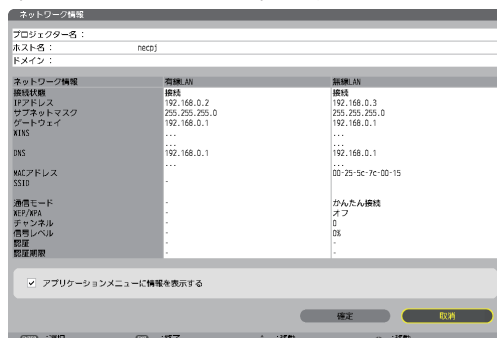 ネットワーク情報
プロジェクター名：
ホスト名： necpj
ドメイン：
ネットワーク情報 有線LAN 無線LAN
接続状態 接続 接続
IPアドレス 192.168.0.2 192.168.0.3
サブネットマスク 255.255.255.0 255.255.255.0
ゲートウェイ 192.168.0.1 192.168.0.1
WINS ... ...
... ...
DNS 192.168.0.1 192.168.0.1
... ...
MACアドレス 00-25-5c-7c-00-15
SSID -
通信モード - かんたん接続
WEP/WPA - オフ
チャンネル - 0
信号レベル - 0%
認証 - -
認証期限 - -
アプリケーションメニューに情報を表示する
確定 取消